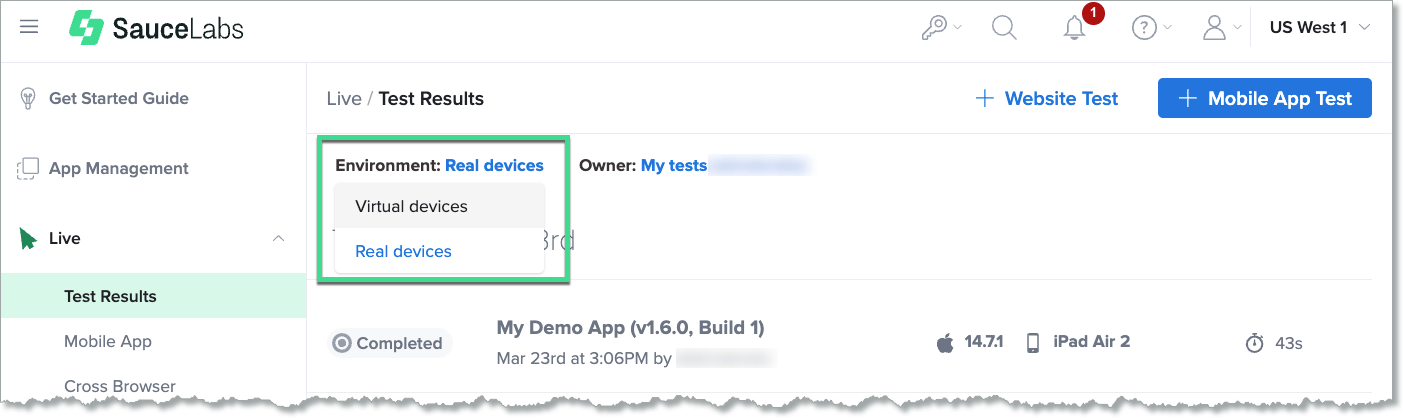 SauceLabs
1
US West 1
Get Started Guide
Live / Test Results
Website Test
Mobile App Test
App Management
Environment: Real devices
Owner: My tests
Virtual devices
Real devices
3rd
Live
Test Results
Mobile App
Cross Browser
Completed
My Demo App (v1.6.0, Build 1)
Mar 23rd at 3:06PM by
14.7.1
iPad Air 2
43s